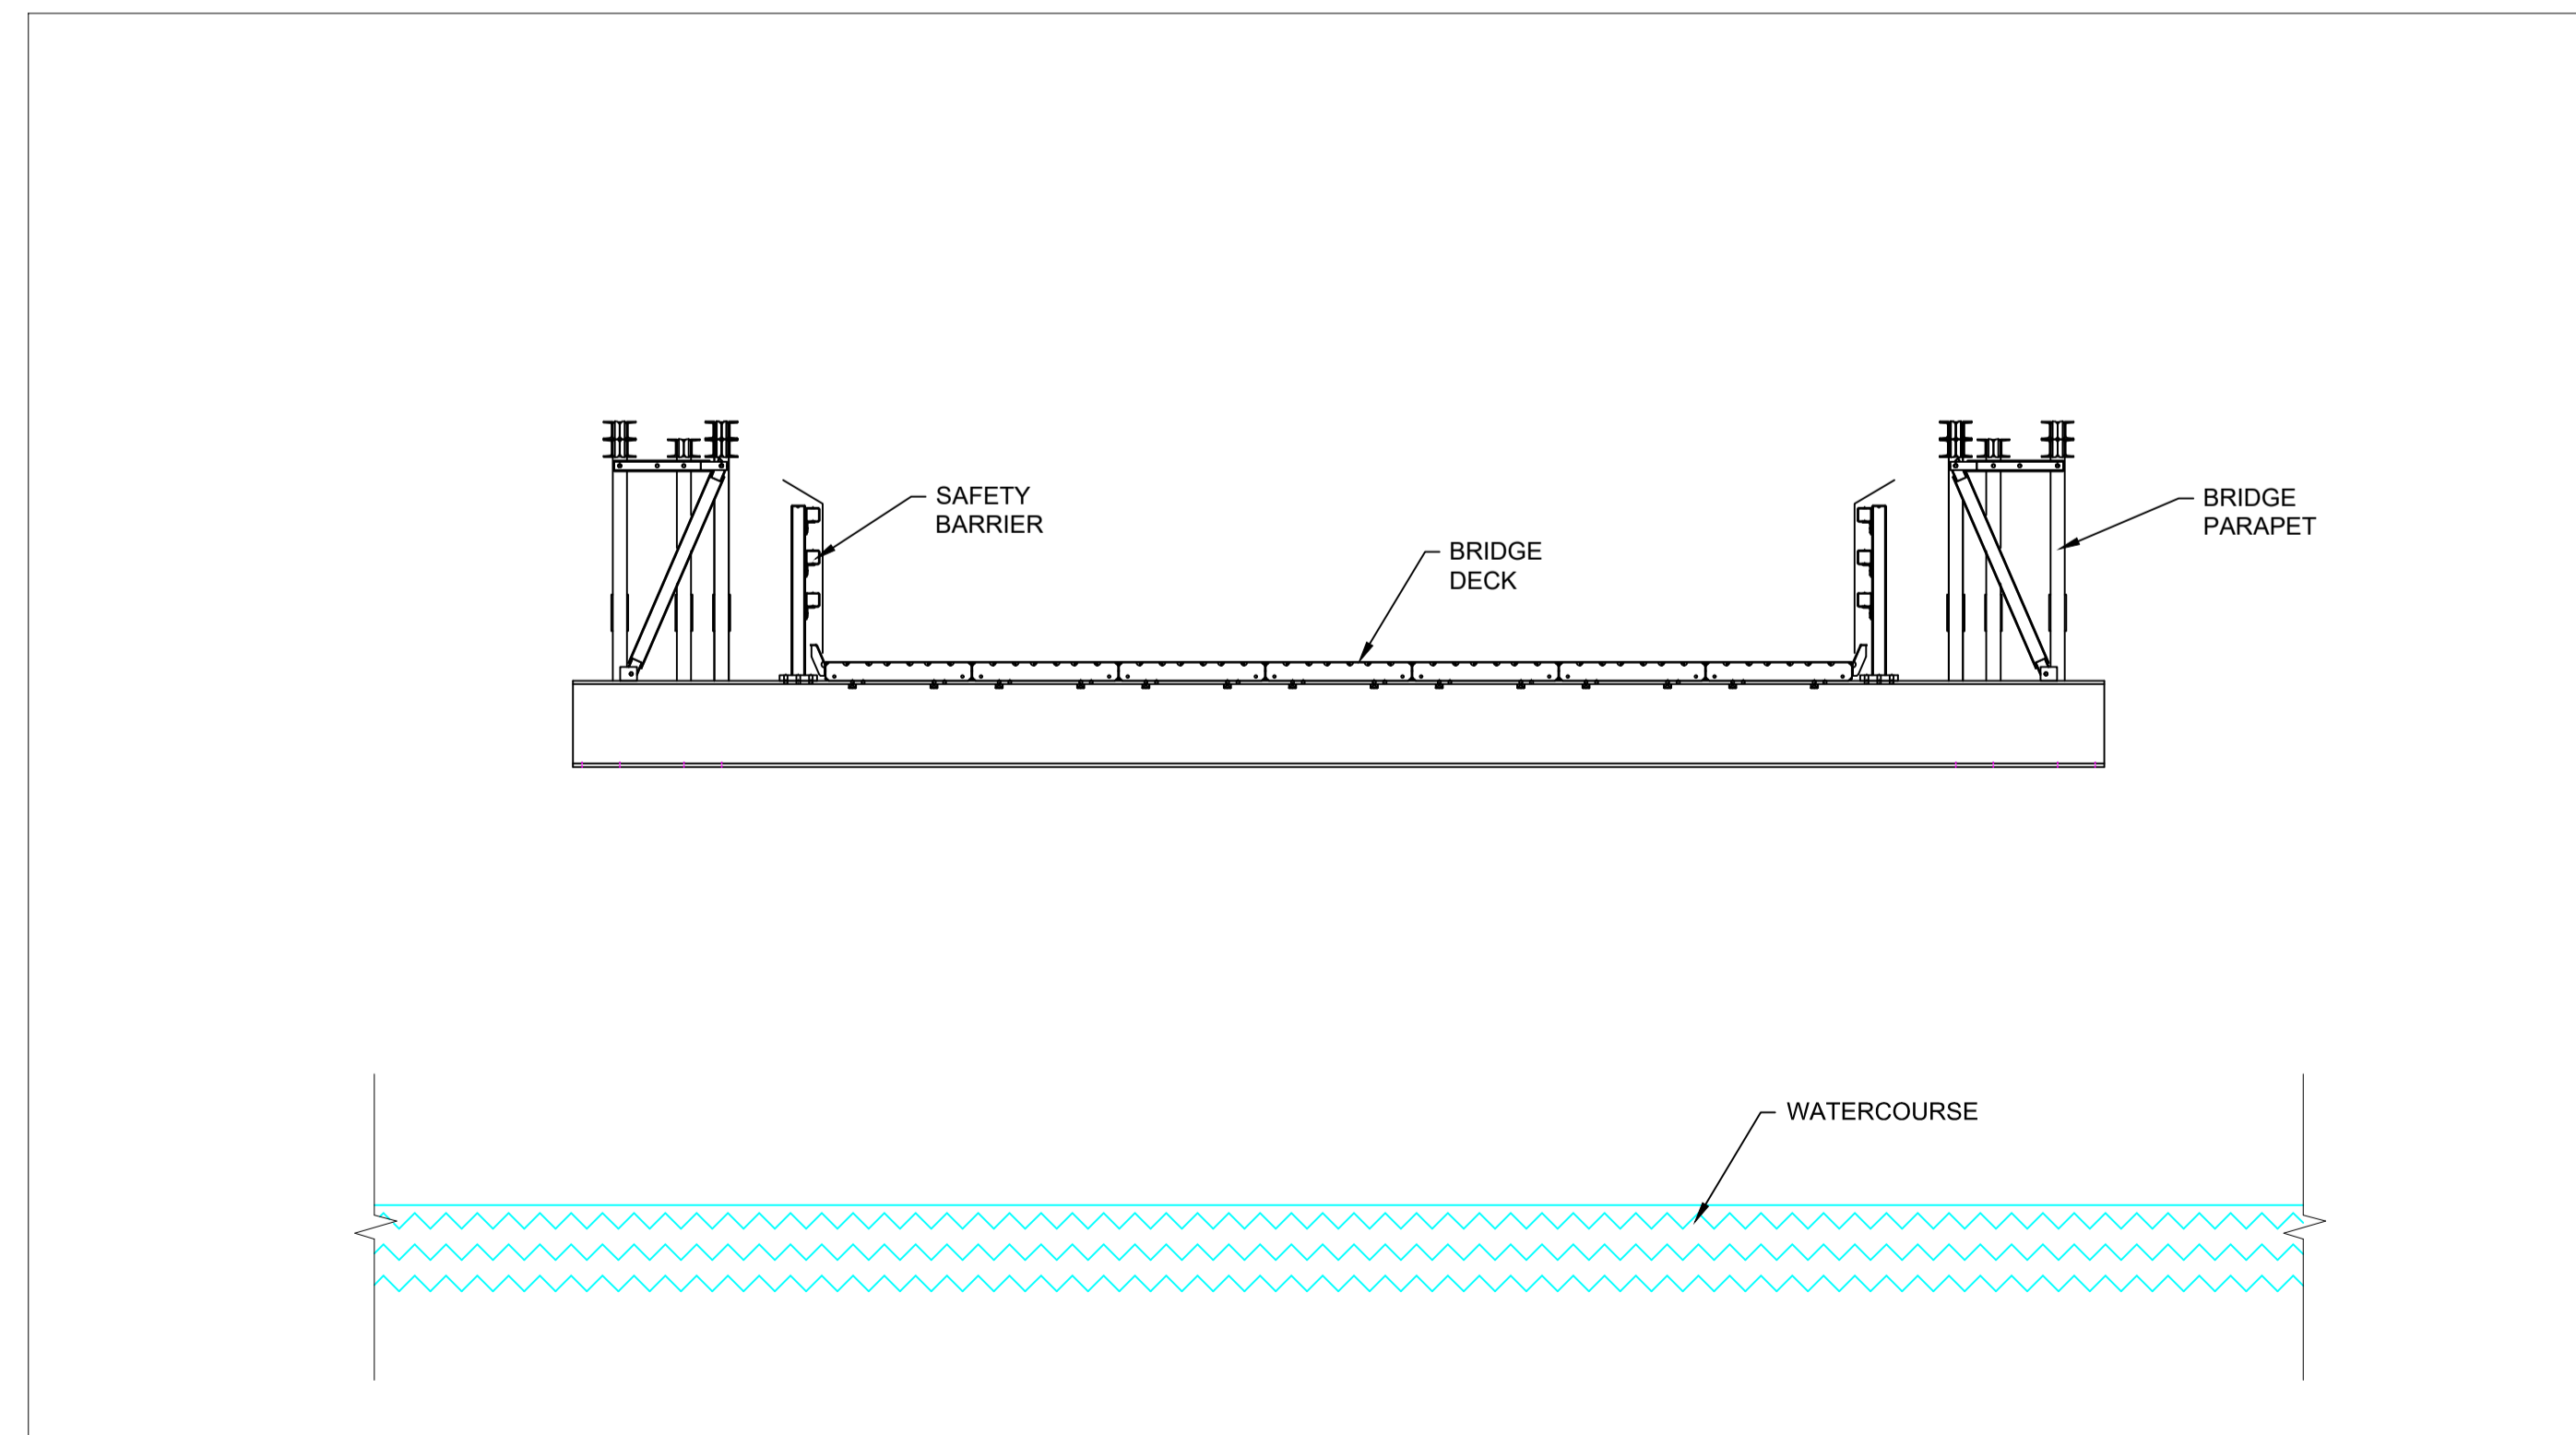 SAFETY
BARRIER
BRIDGE
DECK
BRIDGE
PARAPET
WATERCOURSE